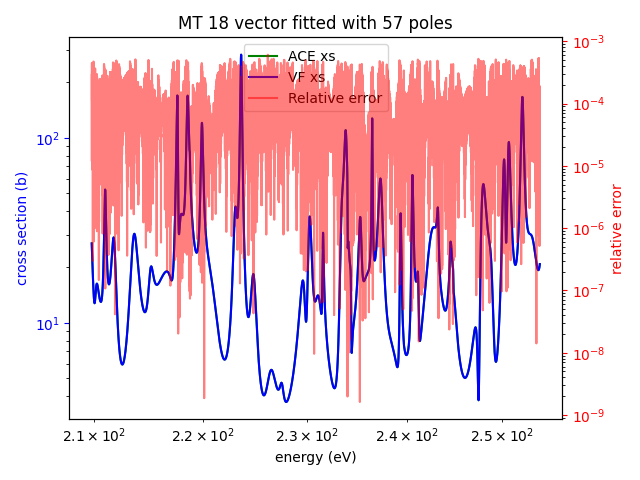 MT 18 vector fitted with 57 poles
ACE xs
VF xs
Relative error
cross section (b)
10²
10¹
relative error
10⁻³
10⁻⁴
10⁻⁵
10⁻⁶
10⁻⁷
10⁻⁸
10⁻⁹
2.1 × 10² 2.2 × 10² 2.3 × 10² 2.4 × 10² 2.5 × 10²
energy (eV)